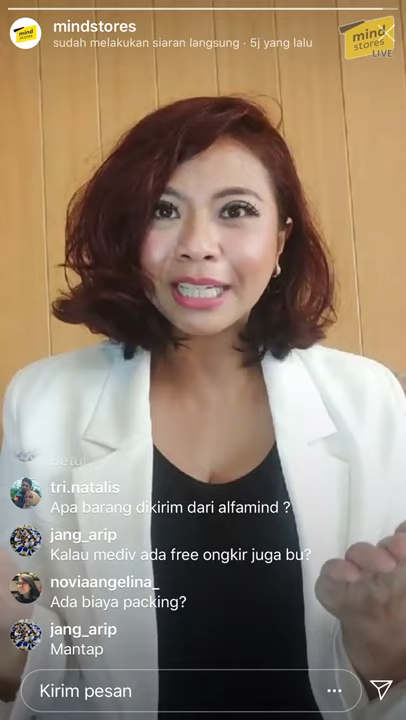 mindstores
sudah melakukan siaran langsung · 5j yang lalu
mind
stores
mind
stores
LIVE
Betul
tri.natalis
Apa barang dikirim dari alfamind ?
jang_arip
Kalau mediv ada free ongkir juga bu?
noviaangelina_
Ada biaya packing?
jang_arip
Mantap
Kirim pesan